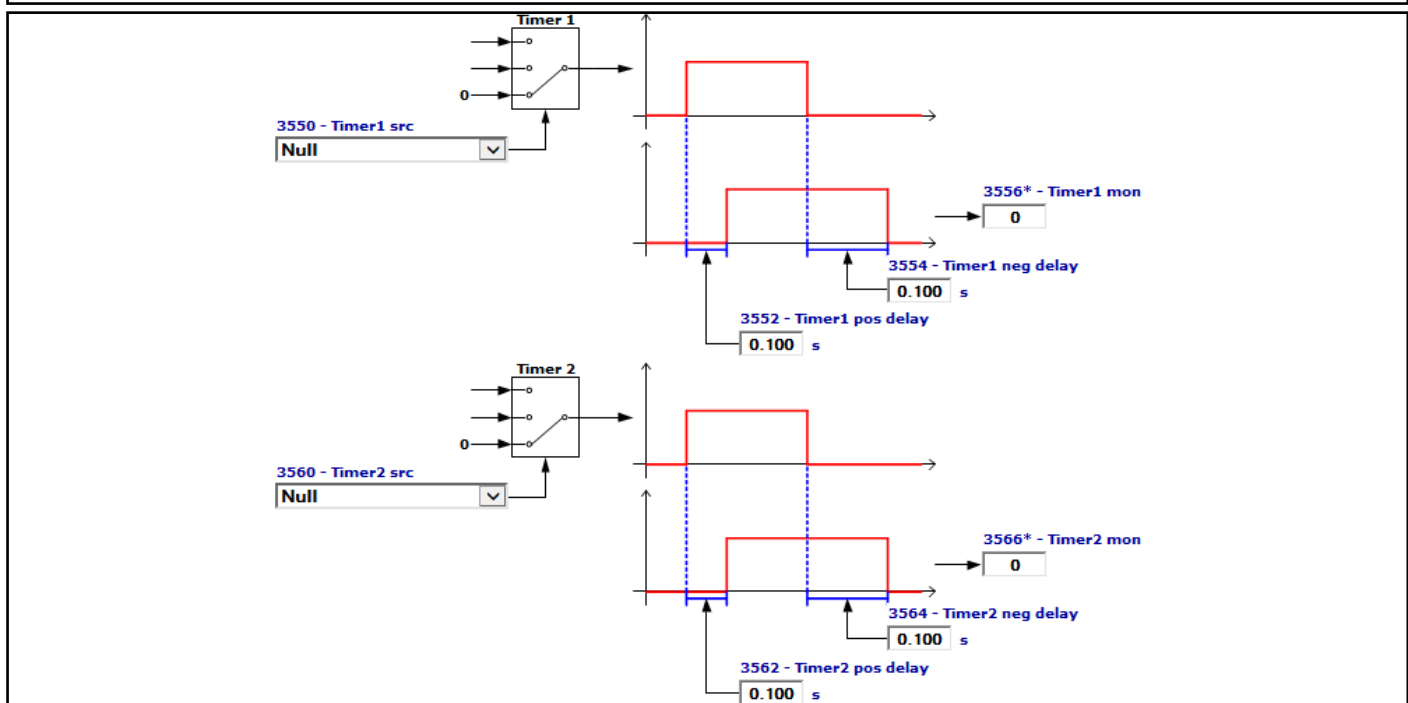 Timer 1
0
3550 - Timer1 src
Null
3556* - Timer1 mon
0
3554 - Timer1 neg delay
0.100 s
3552 - Timer1 pos delay
0.100 s
Timer 2
0
3560 - Timer2 src
Null
3566* - Timer2 mon
0
3564 - Timer2 neg delay
0.100 s
3562 - Timer2 pos delay
0.100 s